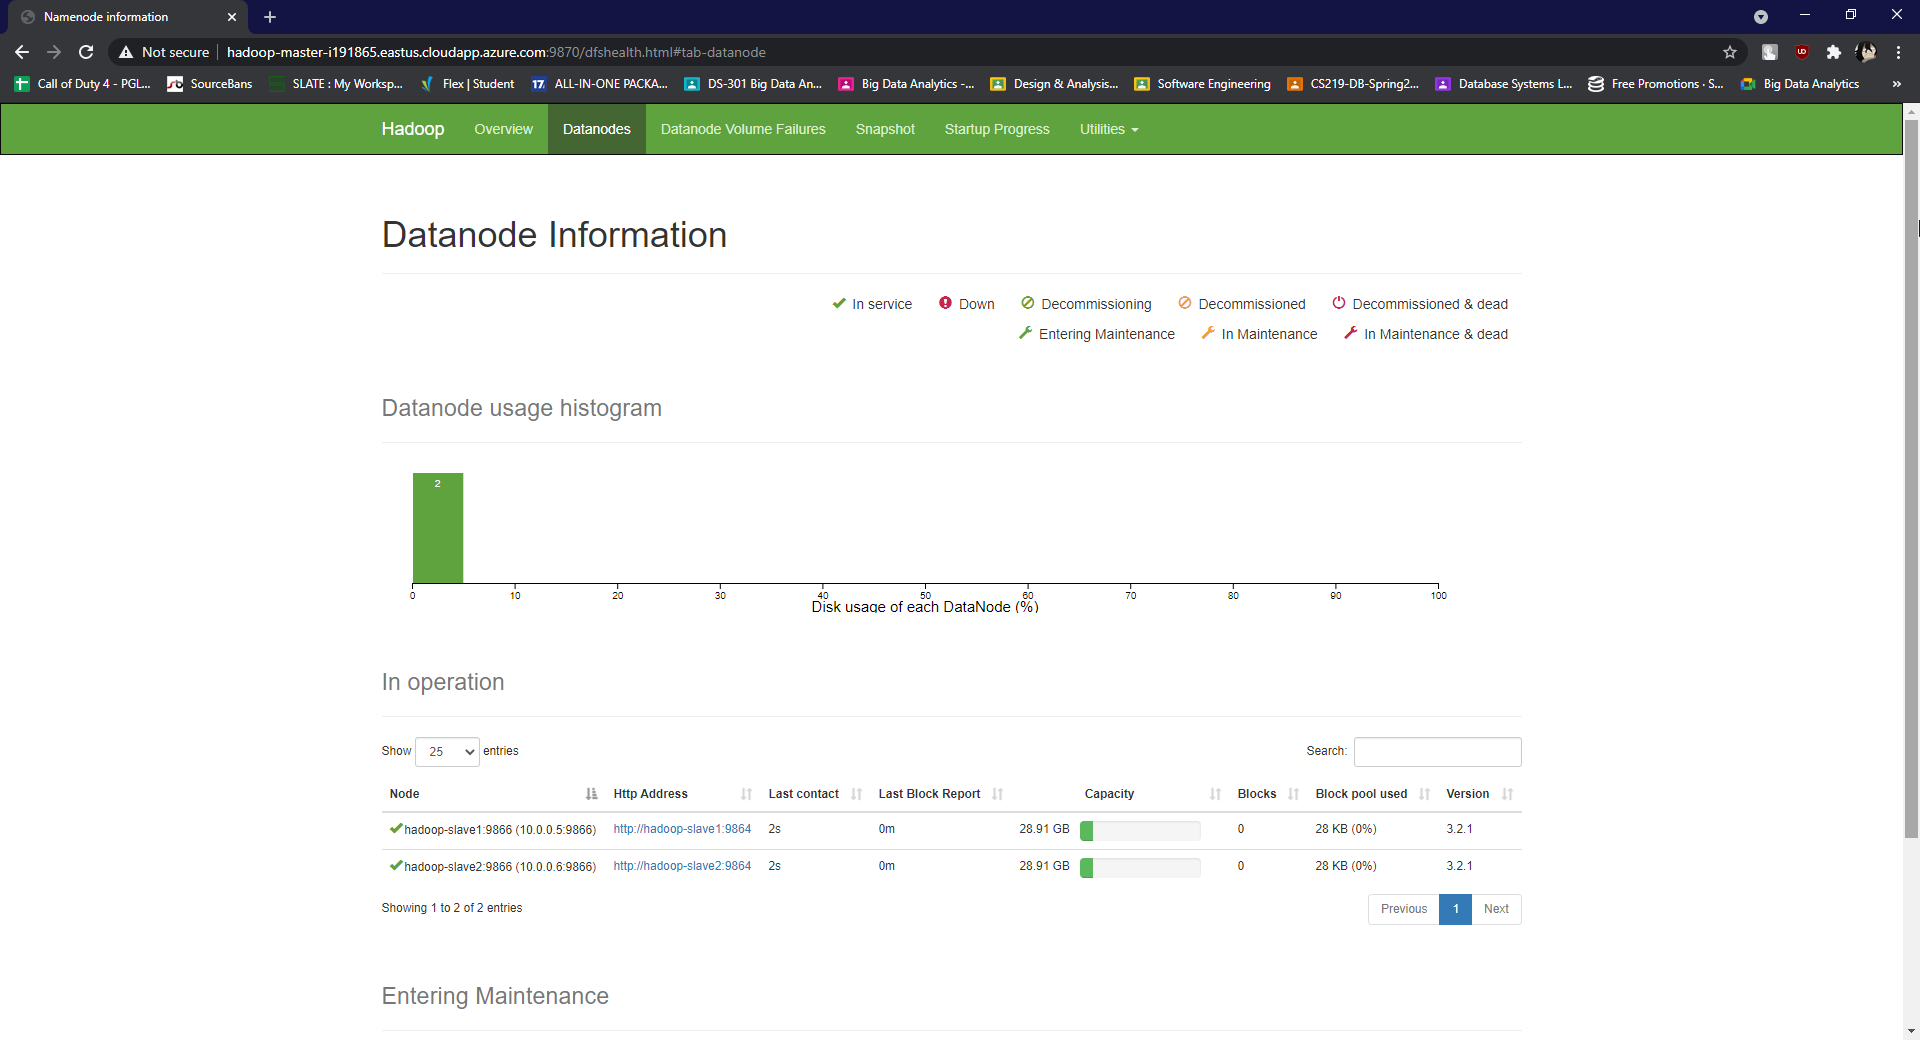 Namenode information
Not secure hadoop-master-i191865.eastus.cloudapp.azure.com:9870/dfshealth.html#tab-datanode
Call of Duty 4 - PGL... SourceBans SLATE : My Worksp... Flex | Student 17 ALL-IN-ONE PACKA... DS-301 Big Data An... Big Data Analytics -... Design & Analysis... Software Engineering CS219-DB-Spring2... Database Systems L... Free Promotions · S... Big Data Analytics »
Hadoop Overview Datanodes Datanode Volume Failures Snapshot Startup Progress Utilities
Datanode Information
In service Down Decommissioning Decommissioned Decommissioned & dead
Entering Maintenance In Maintenance In Maintenance & dead
Datanode usage histogram
2
0 10 20 30 40 50 60 70 80 90 100
Disk usage of each DataNode (%)
In operation
Show 25 entries Search:
Node Http Address Last contact Last Block Report Capacity Blocks Block pool used Version
hadoop-slave1:9866 (10.0.0.5:9866) http://hadoop-slave1:9864 2s 0m 28.91 GB 0 28 KB (0%) 3.2.1
hadoop-slave2:9866 (10.0.0.6:9866) http://hadoop-slave2:9864 2s 0m 28.91 GB 0 28 KB (0%) 3.2.1
Showing 1 to 2 of 2 entries Previous 1 Next
Entering Maintenance